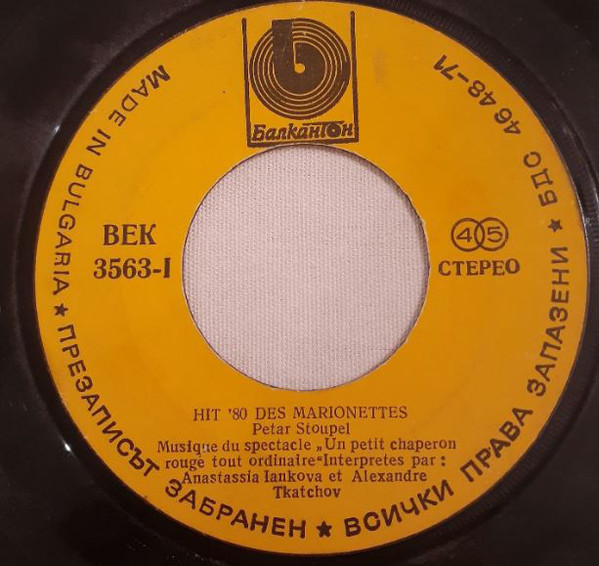 Балкантон
MADE IN BULGARIA ★ ПРЕЗАПИСЪТ ЗАБРАНЕН ★ ВСИЧКИ ПРАВА ЗАПАЗЕНИ ★ БДС 4648-71
ВЕК
3563-I
45
СТЕРЕО
HIT '80 DES MARIONETTES
Petar Stoupel
Musique du spectacle „Un petit chaperon
rouge tout ordinaire“Interpretes par :
Anastassia Iankova et Alexandre
Tkatchov